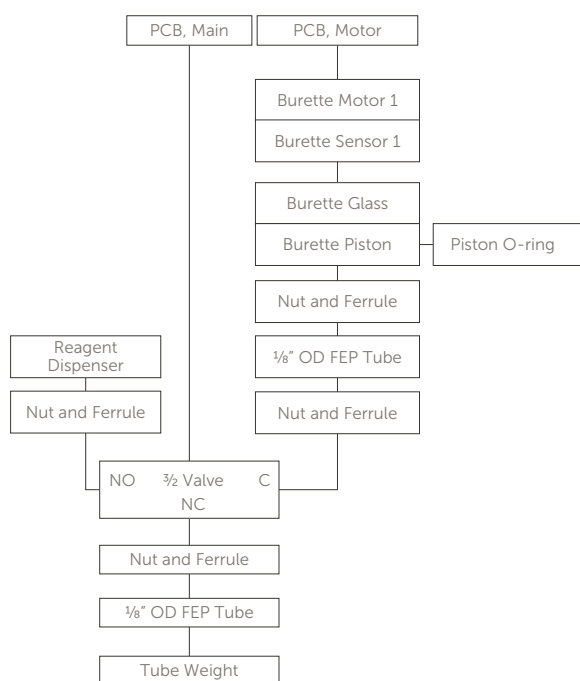 PCB, Main
PCB, Motor
Burette Motor 1
Burette Sensor 1
Burette Glass
Burette Piston
Piston O-ring
Nut and Ferrule
Reagent
Dispenser
⅛" OD FEP Tube
Nut and Ferrule
Nut and Ferrule
NO 3⁄2 Valve C
NC
Nut and Ferrule
⅛" OD FEP Tube
Tube Weight